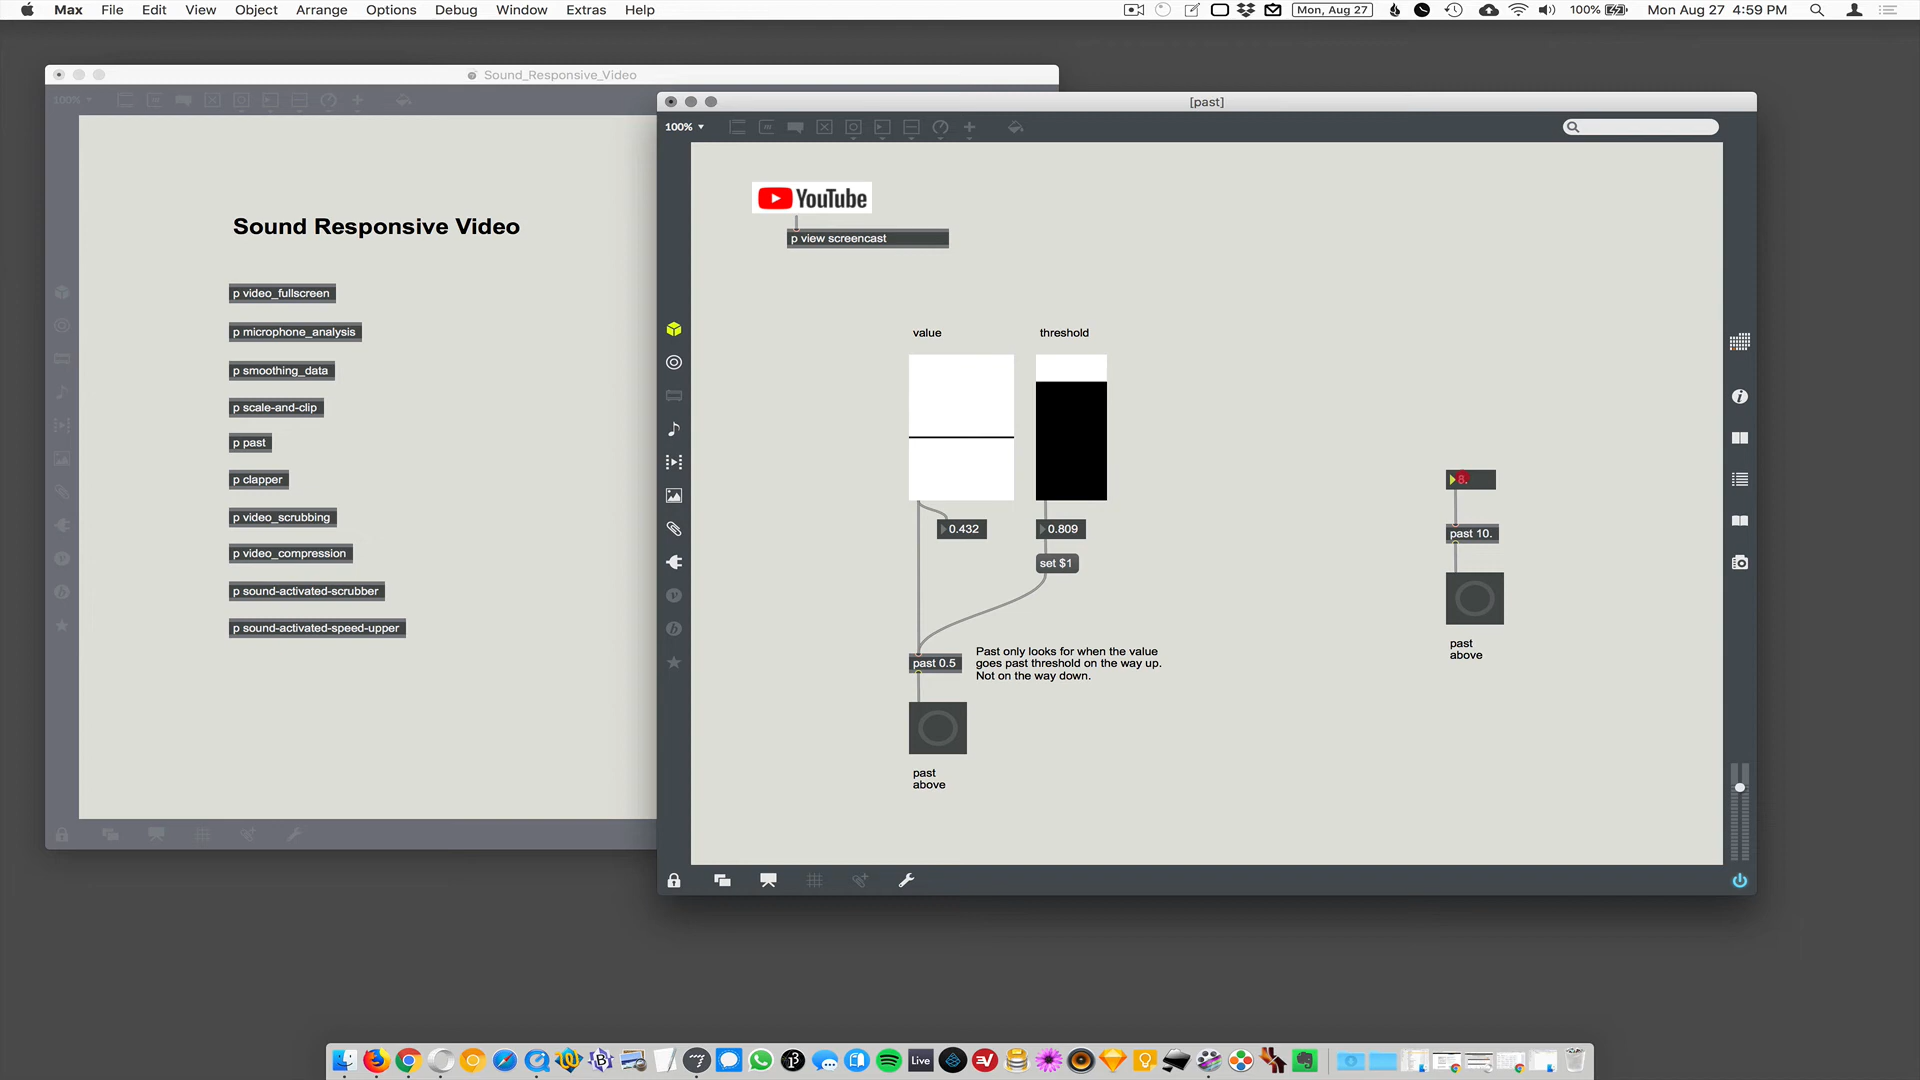 Max File Edit View Object Arrange Options Debug Window Extras Help
Mon, Aug 27
100%
Mon Aug 27 4:59 PM
Sound_Responsive_Video
100%
Sound Responsive Video
p video_fullscreen
p microphone_analysis
p smoothing_data
p scale-and-clip
p past
p clapper
p video_scrubbing
p video_compression
p sound-activated-scrubber
p sound-activated-speed-upper
[past]
100%
YouTube
p view screencast
value
threshold
0.432
0.809
set $1
past 0.5
Past only looks for when the value
goes past threshold on the way up.
Not on the way down.
past
above
8.
past 10.
past
above
Live